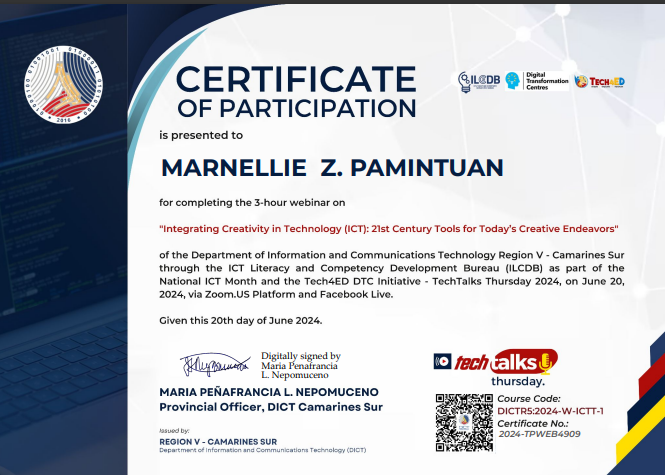 CERTIFICATE
OF PARTICIPATION
ILCDB
Digital
Transformation
Centres
TECH4ED
is presented to
MARNELLIE Z. PAMINTUAN
for completing the 3-hour webinar on
"Integrating Creativity in Technology (ICT): 21st Century Tools for Today's Creative Endeavors"
of the Department of Information and Communications Technology Region V - Camarines Sur
through the ICT Literacy and Competency Development Bureau (ILCDB) as part of the
National ICT Month and the Tech4ED DTC Initiative - TechTalks Thursday 2024, on June 20,
2024, via Zoom.US Platform and Facebook Live.
Given this 20th day of June 2024.
Digitally signed by
Maria Penafrancia
L. Nepomuceno
MARIA PEÑAFRANCIA L. NEPOMUCENO
Provincial Officer, DICT Camarines Sur
Issued by:
REGION V - CAMARINES SUR
Department of Information and Communications Technology (DICT)
tech talks
thursday.
Course Code:
DICTR5:2024-W-ICTT-1
Certificate No.:
2024-TPWEB4909
2016